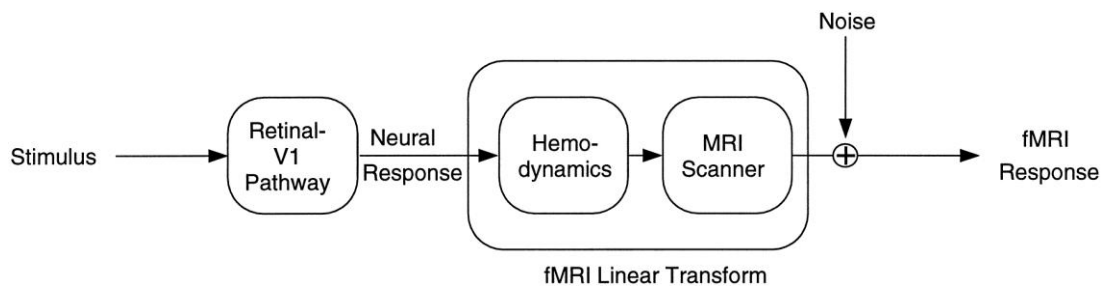 Noise
Stimulus
Retinal-
V1
Pathway
Neural
Response
Hemo-
dynamics
MRI
Scanner
+
fMRI
Response
fMRI Linear Transform